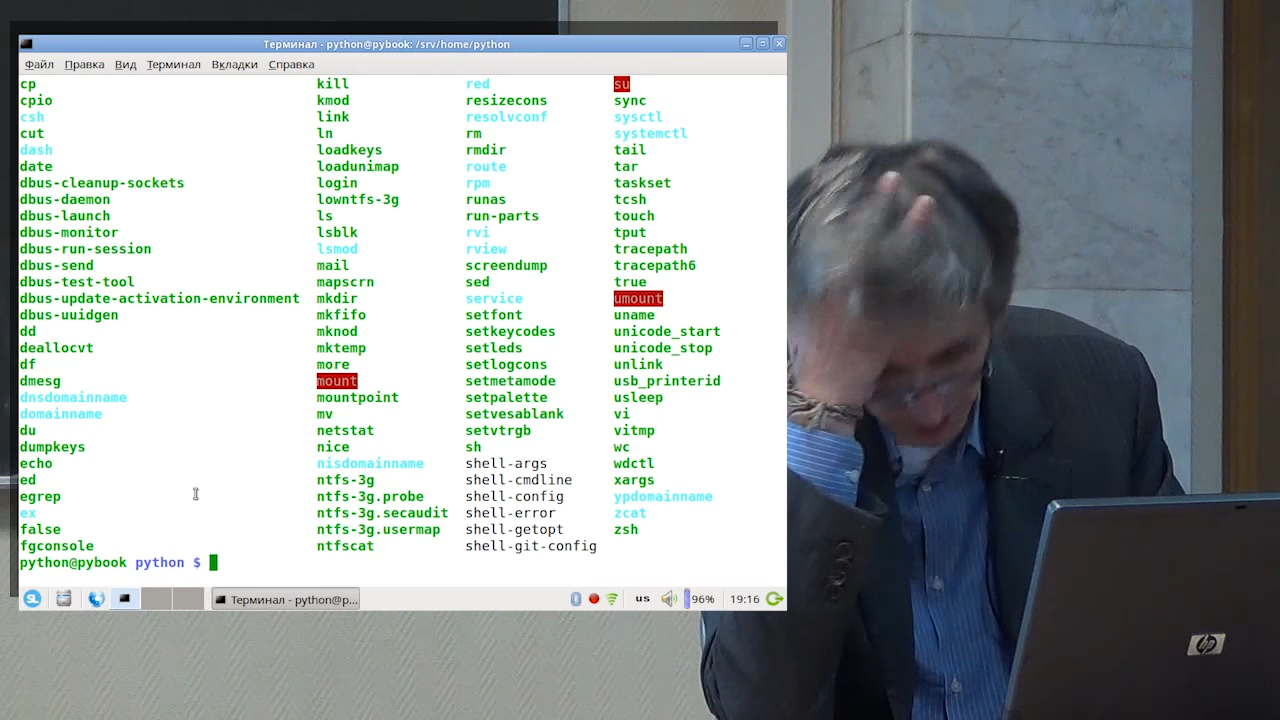 Терминал - python@pybook: /srv/home/python
Файл Правка Вид Терминал Вкладки Справка
cp kill red su
cpio kmod resizecons sync
csh link resolvconf sysctl
cut ln rm systemctl
dash loadkeys rmdir tail
date loadunimap route tar
dbus-cleanup-sockets login rpm taskset
dbus-daemon lowntfs-3g runas tcsh
dbus-launch ls run-parts touch
dbus-monitor lsblk rvi tput
dbus-run-session lsmod rview tracepath
dbus-send mail screendump tracepath6
dbus-test-tool mapscrn sed true
dbus-update-activation-environment mkdir service umount
dbus-uuidgen mkfifo setfont uname
dd mknod setkeycodes unicode_start
deallocvt mktemp setleds unicode_stop
df more setlogcons unlink
dmesg mount setmetamode usb_printerid
dnsdomainname mountpoint setpalette usleep
domainname mv setvesablank vi
du netstat setvtrgb vitmp
dumpkeys nice sh wc
echo nisdomainname shell-args wdctl
ed ntfs-3g shell-cmdline xargs
egrep ntfs-3g.probe shell-config ypdomainname
ex ntfs-3g.secaudit shell-error zcat
false ntfs-3g.usermap shell-getopt zsh
fgconsole ntfscat shell-git-config
python@pybook python $
SL Терминал - python@p... us 96% 19:16
hp